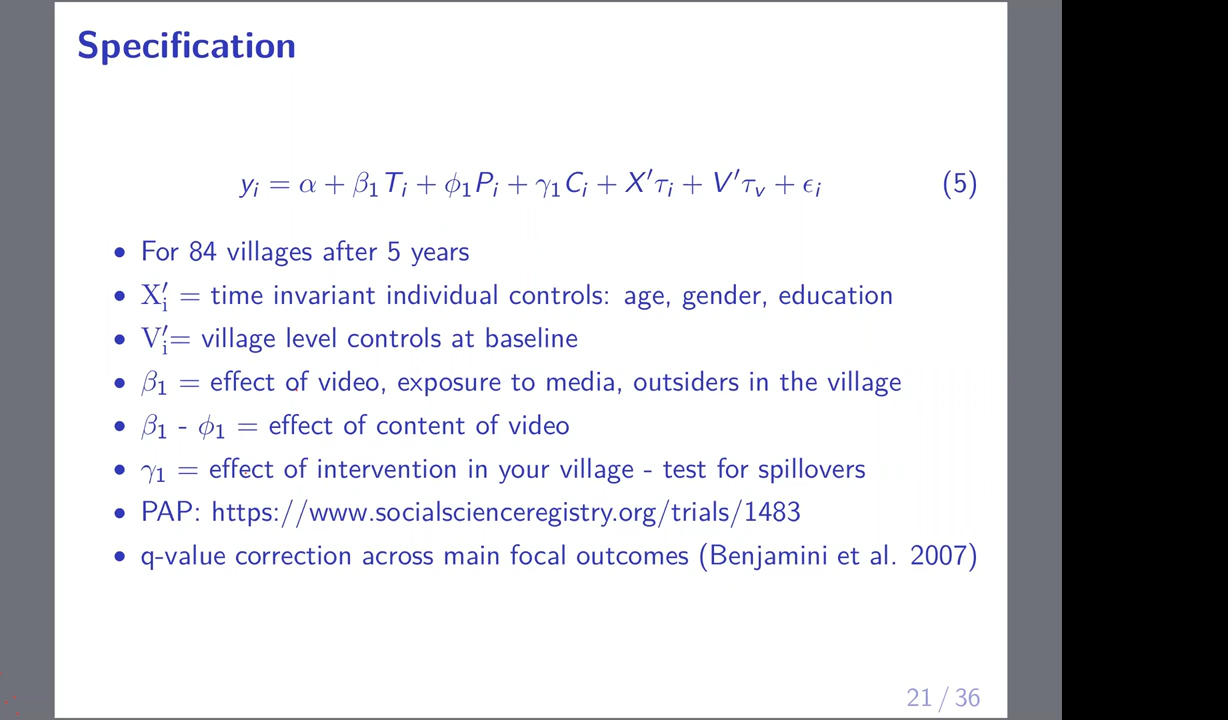 Specification
yᵢ = α + β₁Tᵢ + ϕ₁Pᵢ + γ₁Cᵢ + X′τᵢ + V′τᵥ + ϵᵢ (5)
• For 84 villages after 5 years
• X′ᵢ = time invariant individual controls: age, gender, education
• V′ᵢ= village level controls at baseline
• β₁ = effect of video, exposure to media, outsiders in the village
• β₁ - ϕ₁ = effect of content of video
• γ₁ = effect of intervention in your village - test for spillovers
• PAP: https://www.socialscienceregistry.org/trials/1483
• q-value correction across main focal outcomes (Benjamini et al. 2007)
21 / 36